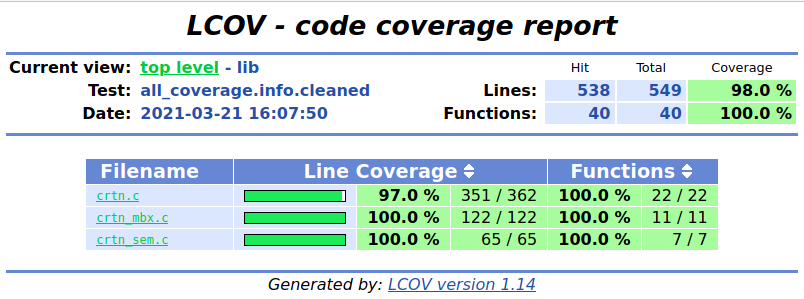 LCOV - code coverage report
Current view: top level - lib Hit Total Coverage
Test: all_coverage.info.cleaned Lines: 538 549 98.0 %
Date: 2021-03-21 16:07:50 Functions: 40 40 100.0 %
Filename Line Coverage Functions
crtn.c 97.0 % 351 / 362 100.0 % 22 / 22
crtn_mbx.c 100.0 % 122 / 122 100.0 % 11 / 11
crtn_sem.c 100.0 % 65 / 65 100.0 % 7 / 7
Generated by: LCOV version 1.14